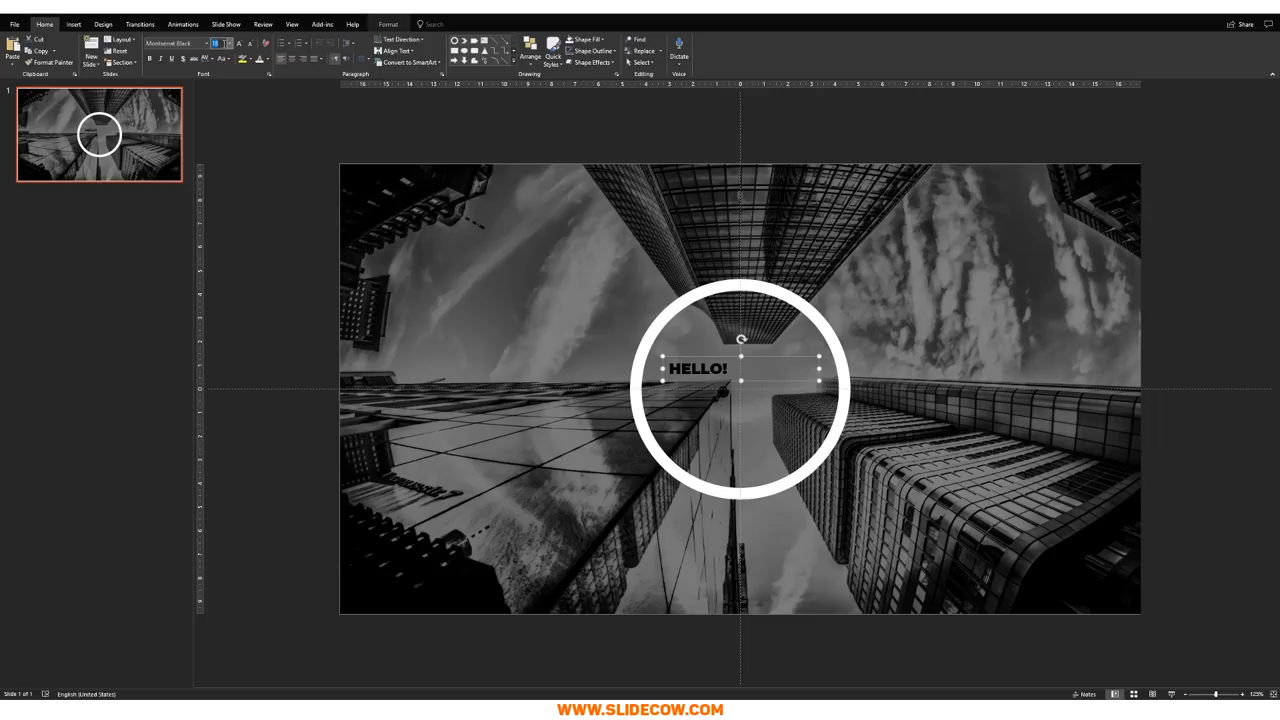 File Home Insert Design Transitions Animations Slide Show Review View Add-ins Help Format Search Share
Paste Cut Copy Format Painter Clipboard
New Slide Layout Reset Section Slides
Montserrat Black 18 Font
Text Direction Align Text Convert to SmartArt Paragraph
Arrange Quick Styles Shape Fill Shape Outline Shape Effects Drawing
Find Replace Select Editing
Dictate Voice
1
HELLO!
Slide 1 of 1 English (United States) Notes 125%
WWW.SLIDECOW.COM